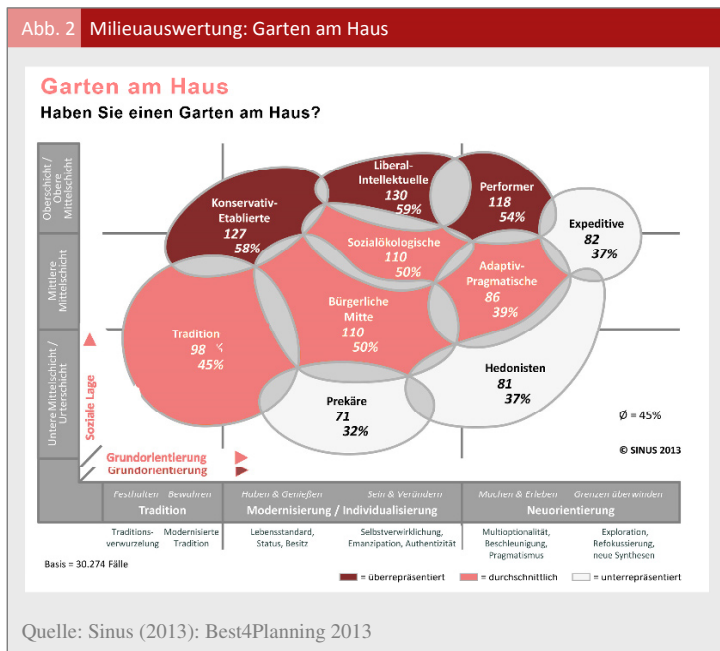 Abb. 2 Milieuauswertung: Garten am Haus
Garten am Haus
Haben Sie einen Garten am Haus?
Oberschicht /
Obere
Mittelschicht
Mittlere
Mittelschicht
Untere Mittelschicht /
Urterschicht
Soziale Lage
Konservativ-
Etablierte
127
58%
Liberal-
Intellektuelle
130
59%
Performer
118
54%
Expeditive
82
37%
Sozialökologische
110
50%
Adaptiv-
Pragmatische
86
39%
Bürgerliche
Mitte
110
50%
Tradition
98
45%
Hedonisten
81
37%
Prekäre
71
32%
Ø = 45%
© SINUS 2013
Grundorientierung
Grundorientierung
Festhalten Bewahren Haben & Genießen Sein & Verändern Machen & Erleben Grenzen überwinden
Tradition Modernisierung / Individualisierung Neuorientierung
Traditions-
verwurzelung
Modernisierte
Tradition
Lebensstandard,
Status, Besitz
Selbstverwirklichung,
Emanzipation, Authentizität
Multioptionalität,
Beschleunigung,
Pragmatismus
Exploration,
Refokussierung,
neue Synthesen
Basis = 30.274 Fälle
= überrepräsentiert = durchschnittlich = unterrepräsentiert
Quelle: Sinus (2013): Best4Planning 2013